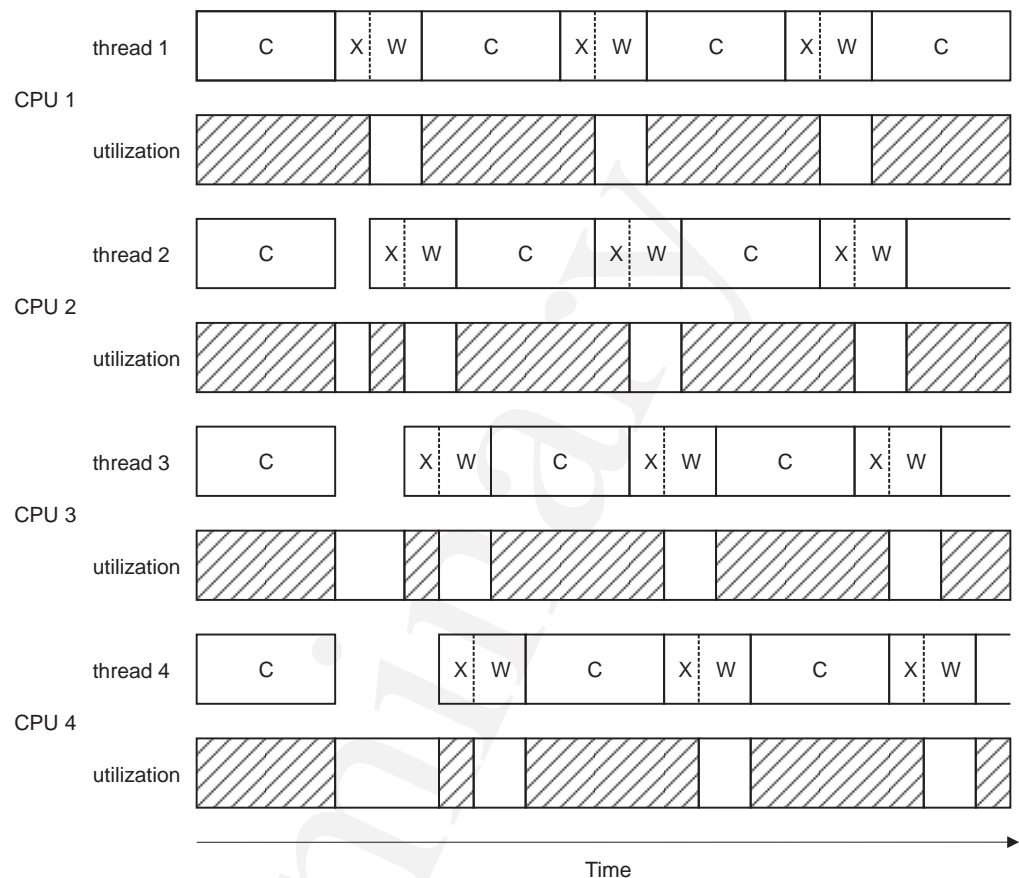 thread 1 C X W C X W C X W C
CPU 1
utilization
thread 2 C X W C X W C X W
CPU 2
utilization
thread 3 C X W C X W C X W
CPU 3
utilization
thread 4 C X W C X W C X W
CPU 4
utilization
Time
minary